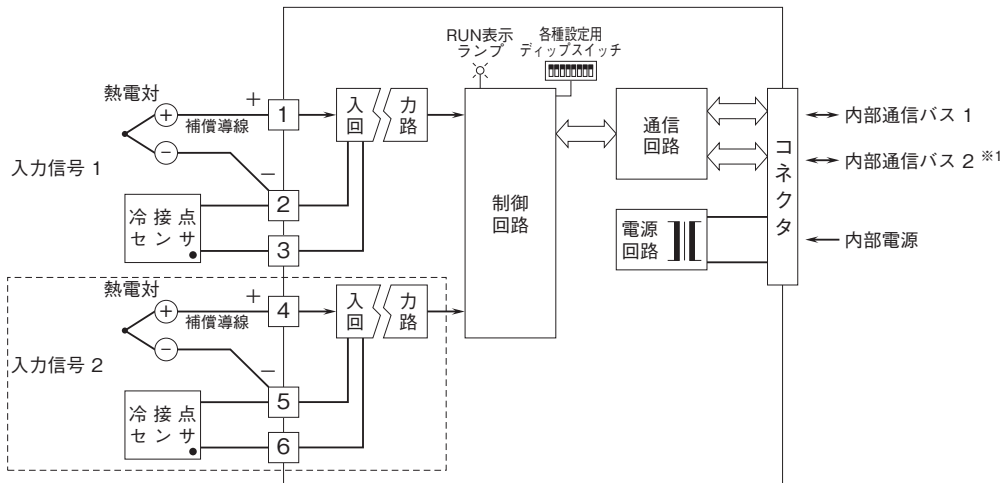 RUN表示
ランプ
各種設定用
ディップスイッチ
熱電対
+
補償導線
−
入力信号 1
冷接点
センサ
1
2
3
入力
回路
熱電対
+
補償導線
−
入力信号 2
冷接点
センサ
4
5
6
入力
回路
制御
回路
通信
回路
電源
回路
コネクタ
内部通信バス 1
内部通信バス 2 ※1
内部電源